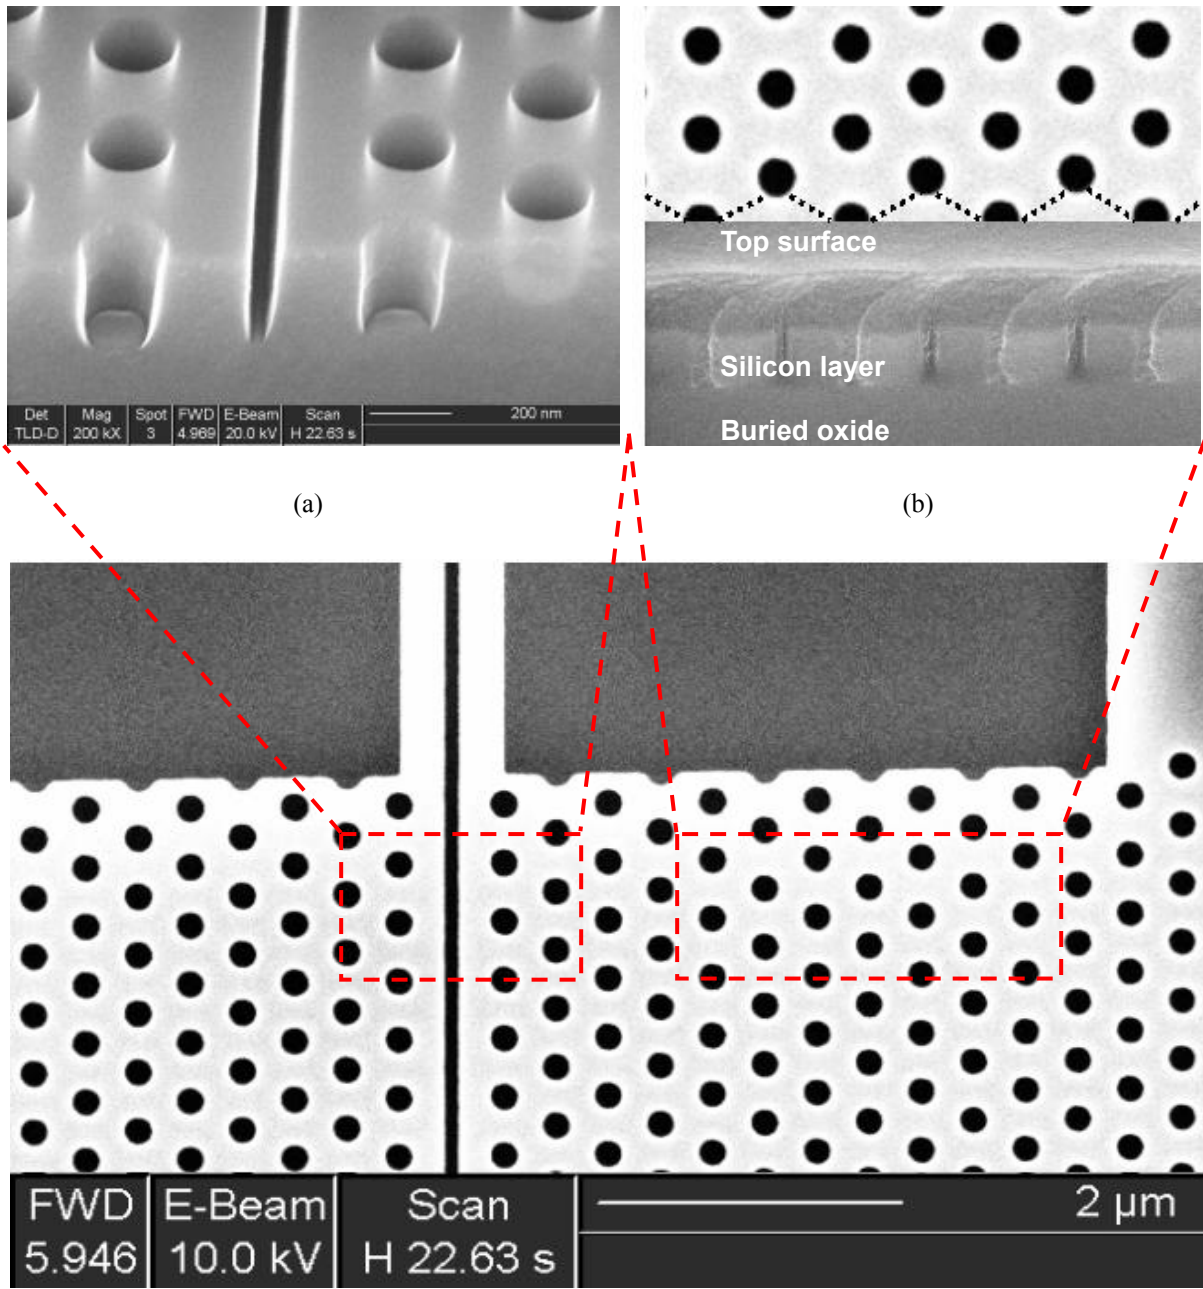 Det Mag Spot FWD E-Beam Scan 200 nm
TLD-D 200 kX 3 4.969 20.0 kV H 22.63 s
Top surface
Silicon layer
Buried oxide
(a)
(b)
FWD E-Beam Scan 2 µm
5.946 10.0 kV H 22.63 s